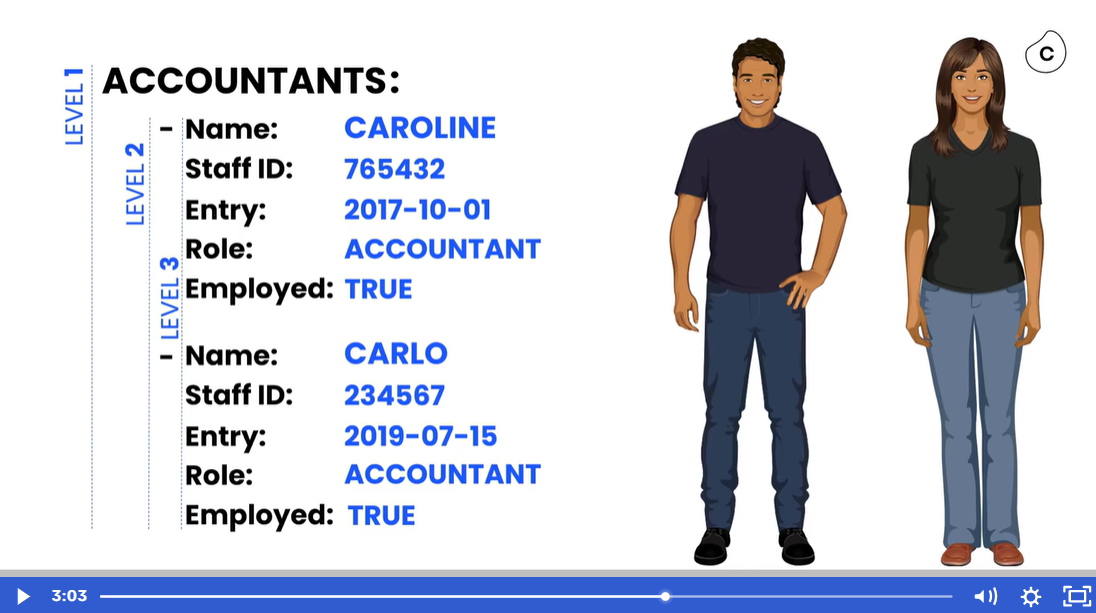 LEVEL 1
ACCOUNTANTS:
LEVEL 2
LEVEL 3
- Name: CAROLINE
Staff ID: 765432
Entry: 2017-10-01
Role: ACCOUNTANT
Employed: TRUE
- Name: CARLO
Staff ID: 234567
Entry: 2019-07-15
Role: ACCOUNTANT
Employed: TRUE
C
3:03